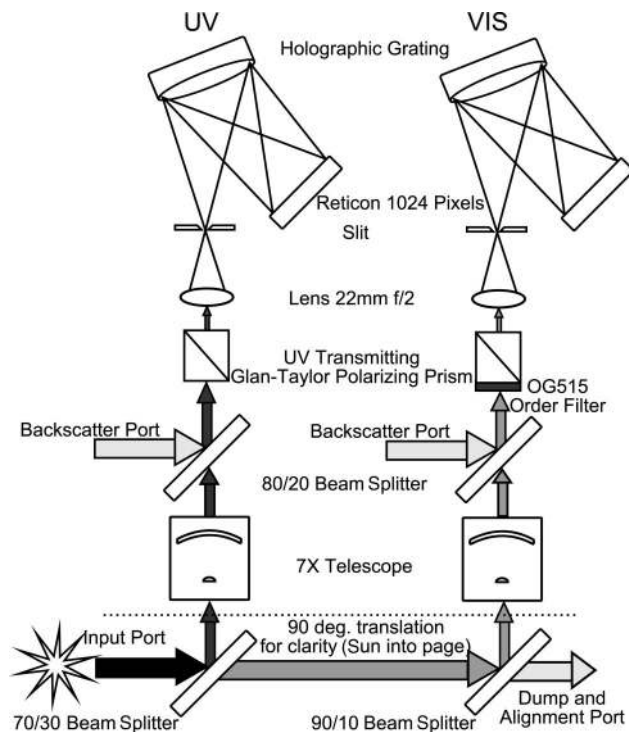 UV
VIS
Holographic Grating
Reticon 1024 Pixels
Slit
Lens 22mm f/2
UV Transmitting
Glan-Taylor Polarizing Prism
OG515
Order Filter
Backscatter Port
Backscatter Port
80/20 Beam Splitter
7X Telescope
Input Port
90 deg. translation
for clarity (Sun into page)
70/30 Beam Splitter
90/10 Beam Splitter
Dump and
Alignment Port